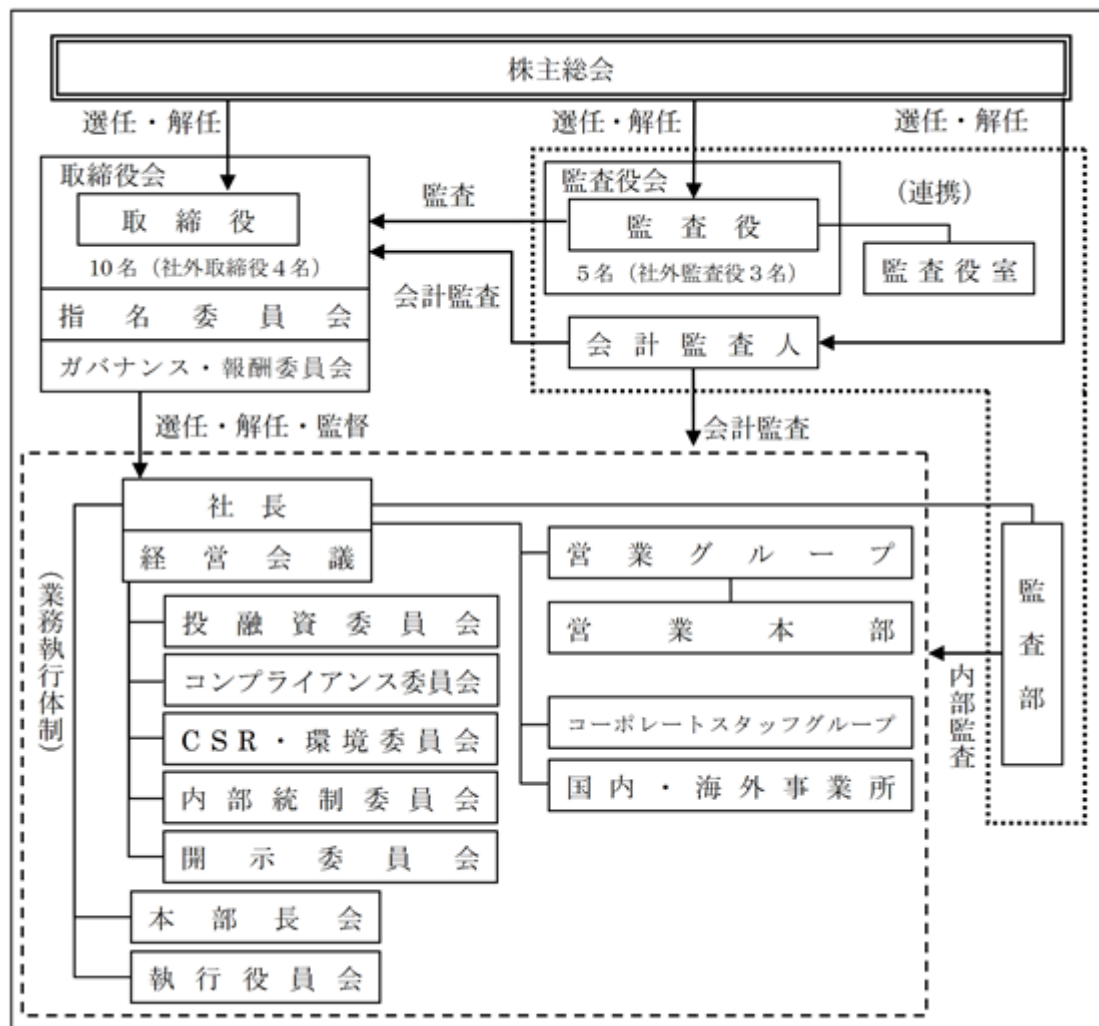 株主総会
選任・解任
選任・解任
選任・解任
取締役会
取締役
10名（社外取締役４名）
指名委員会
ガバナンス・報酬委員会
監査
会計監査
監査役会
監査役
５名（社外監査役３名）
（連携）
監査役室
会計監査人
選任・解任・監督
会計監査
（業務執行体制）
社長
経営会議
投融資委員会
コンプライアンス委員会
ＣＳＲ・環境委員会
内部統制委員会
開示委員会
本部長会
執行役員会
営業グループ
営業本部
コーポレートスタッフグループ
国内・海外事業所
内部監査
監査部